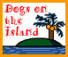 Dogs on
the
Island